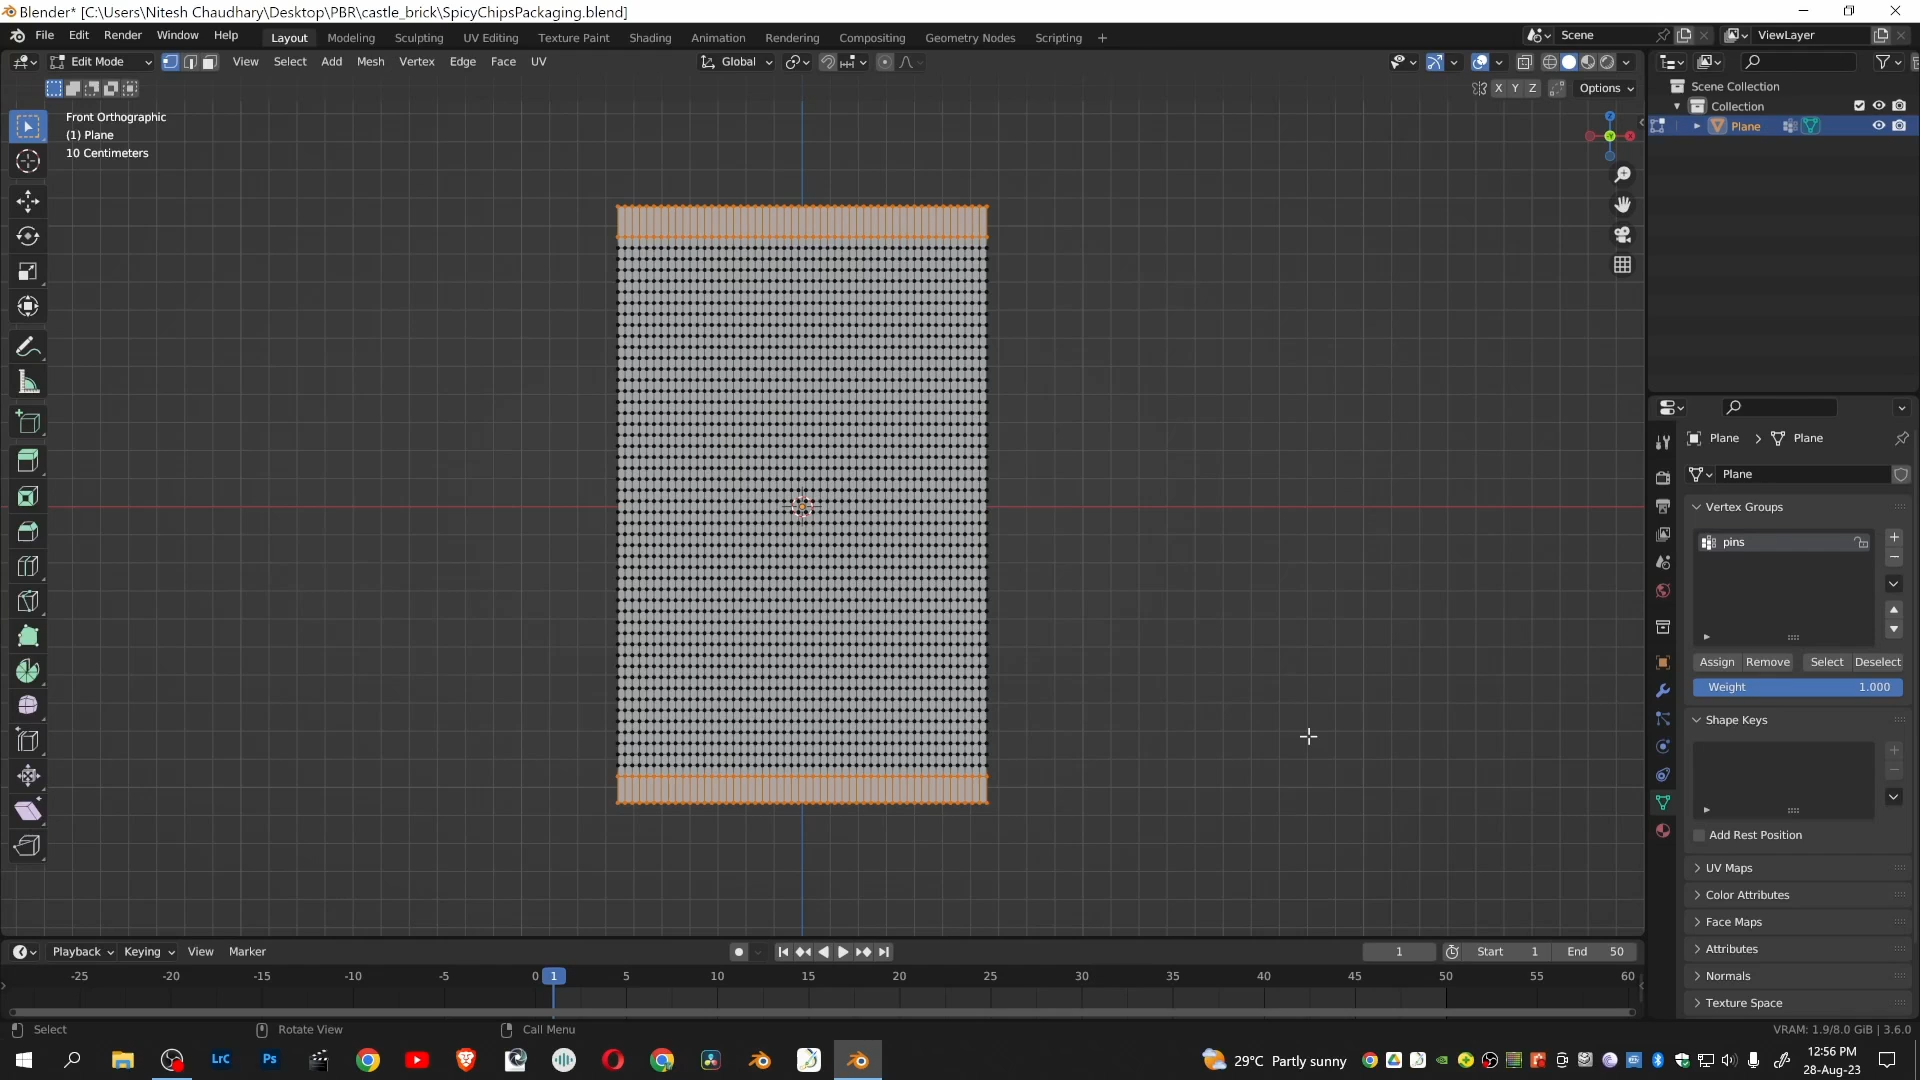 Blender* [C:\Users\Nitesh Chaudhary\Desktop\PBR\castle_brick\SpicyChipsPackaging.blend]
File Edit Render Window Help Layout Modeling Sculpting UV Editing Texture Paint Shading Animation Rendering Compositing Geometry Nodes Scripting + Scene ViewLayer
Edit Mode View Select Add Mesh Vertex Edge Face UV Global
X Y Z Options
Scene Collection
Collection
Plane
Front Orthographic
(1) Plane
10 Centimeters
Z
X
Plane > Plane
Plane
Vertex Groups
pins
Assign Remove Select Deselect
Weight 1.000
Shape Keys
Add Rest Position
UV Maps
Color Attributes
Face Maps
Attributes
Normals
Texture Space
Playback Keying View Marker 1 Start 1 End 50
-25 -20 -15 -10 -5 0 1 5 10 15 20 25 30 35 40 45 50 55 60
Select Rotate View Call Menu VRAM: 1.9/8.0 GiB | 3.6.0
LrC Ps 29°C Partly sunny 12:56 PM
28-Aug-23